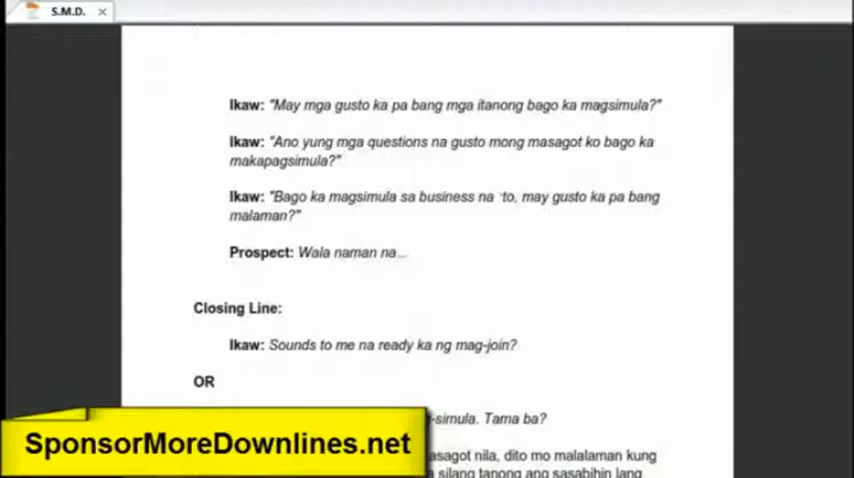 S.M.D.
Ikaw: "May mga gusto ka pa bang mga itanong bago ka magsimula?"
Ikaw: "Ano yung mga questions na gusto mong masagot ko bago ka
makapagsimula?"
Ikaw: "Bago ka magsimula sa business na 'to, may gusto ka pa bang
malaman?"
Prospect: Wala naman na...
Closing Line:
Ikaw: Sounds to me na ready ka ng mag-join?
OR
-simula. Tama ba?
SponsorMoreDownlines.net
asagot nila, dito mo malalaman kung
silang tanong ang sasabihin lang